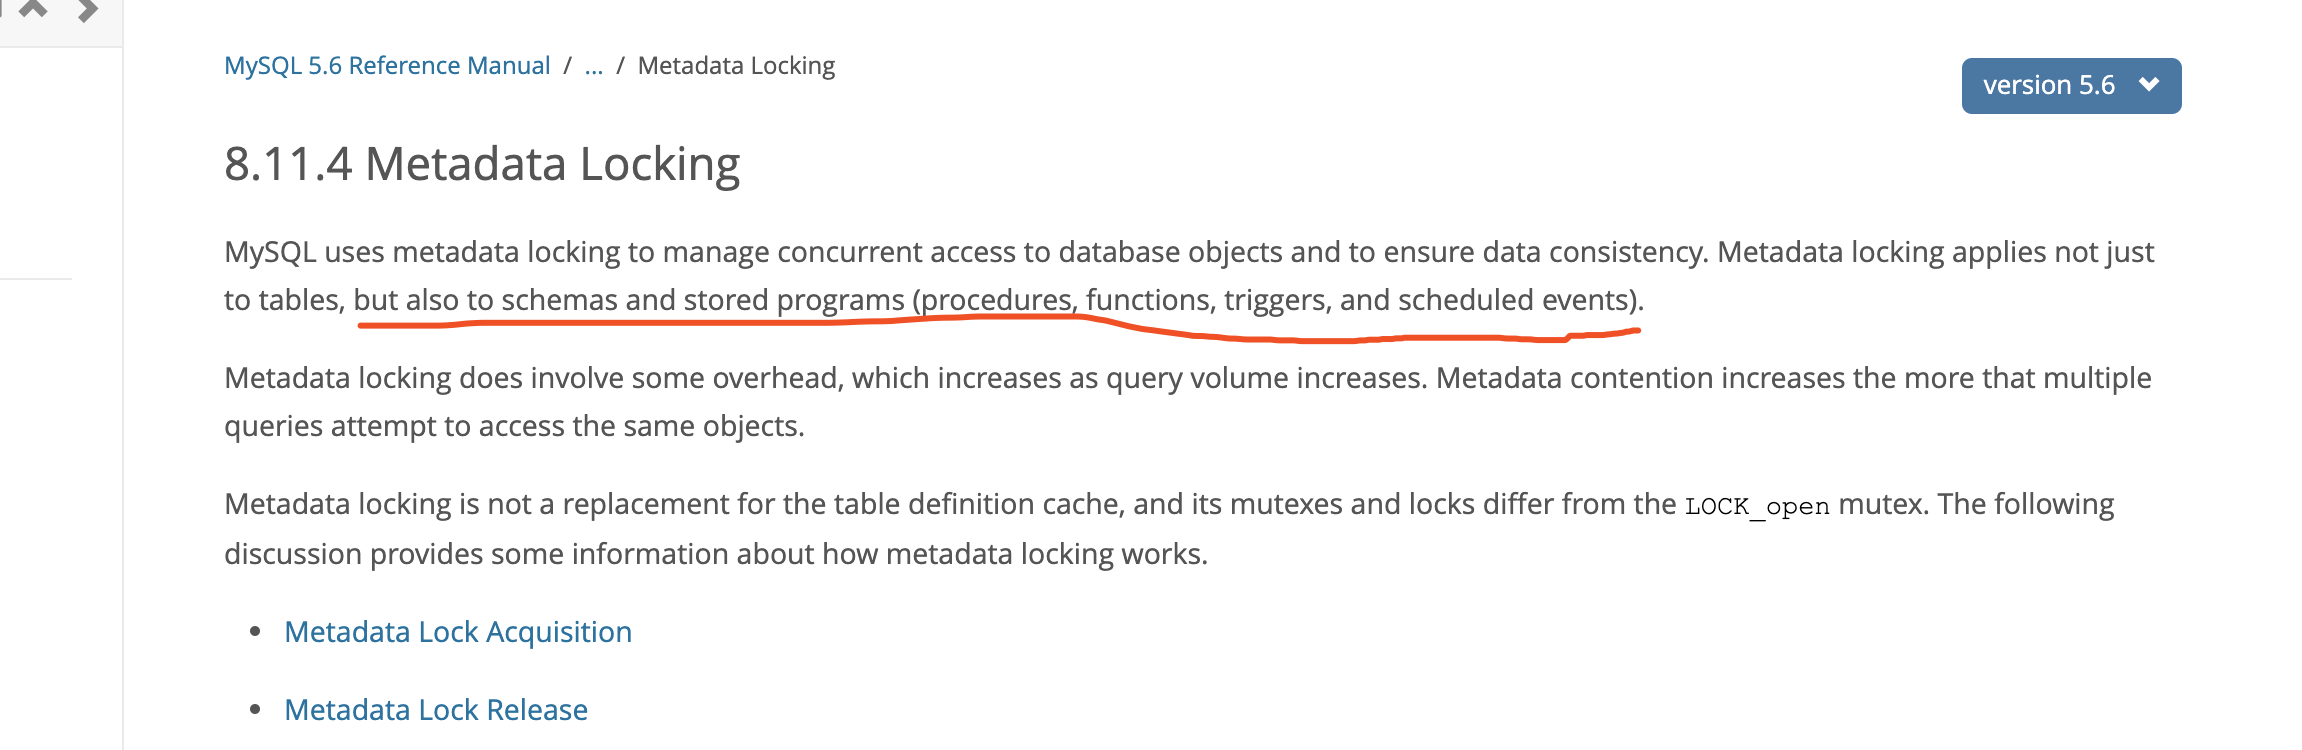 MySQL 5.6 Reference Manual / ... / Metadata Locking
version 5.6
8.11.4 Metadata Locking
MySQL uses metadata locking to manage concurrent access to database objects and to ensure data consistency. Metadata locking applies not just
to tables, but also to schemas and stored programs (procedures, functions, triggers, and scheduled events).
Metadata locking does involve some overhead, which increases as query volume increases. Metadata contention increases the more that multiple
queries attempt to access the same objects.
Metadata locking is not a replacement for the table definition cache, and its mutexes and locks differ from the LOCK_open mutex. The following
discussion provides some information about how metadata locking works.
• Metadata Lock Acquisition
• Metadata Lock Release